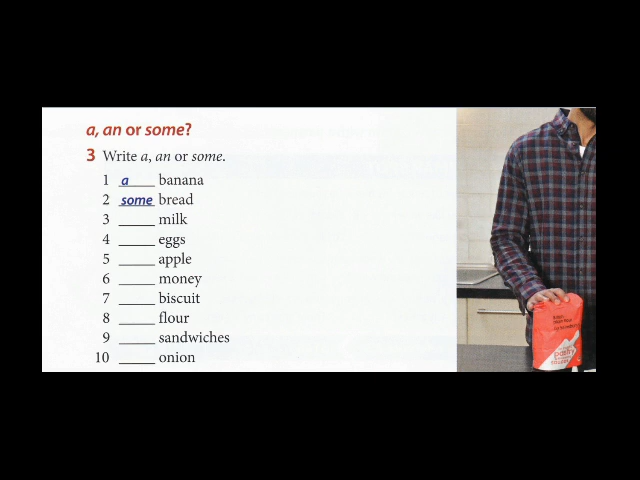 a, an or some?
3 Write a, an or some.
1 a banana
2 some bread
3 _____ milk
4 _____ eggs
5 _____ apple
6 _____ money
7 _____ biscuit
8 _____ flour
9 _____ sandwiches
10 _____ onion
pastry